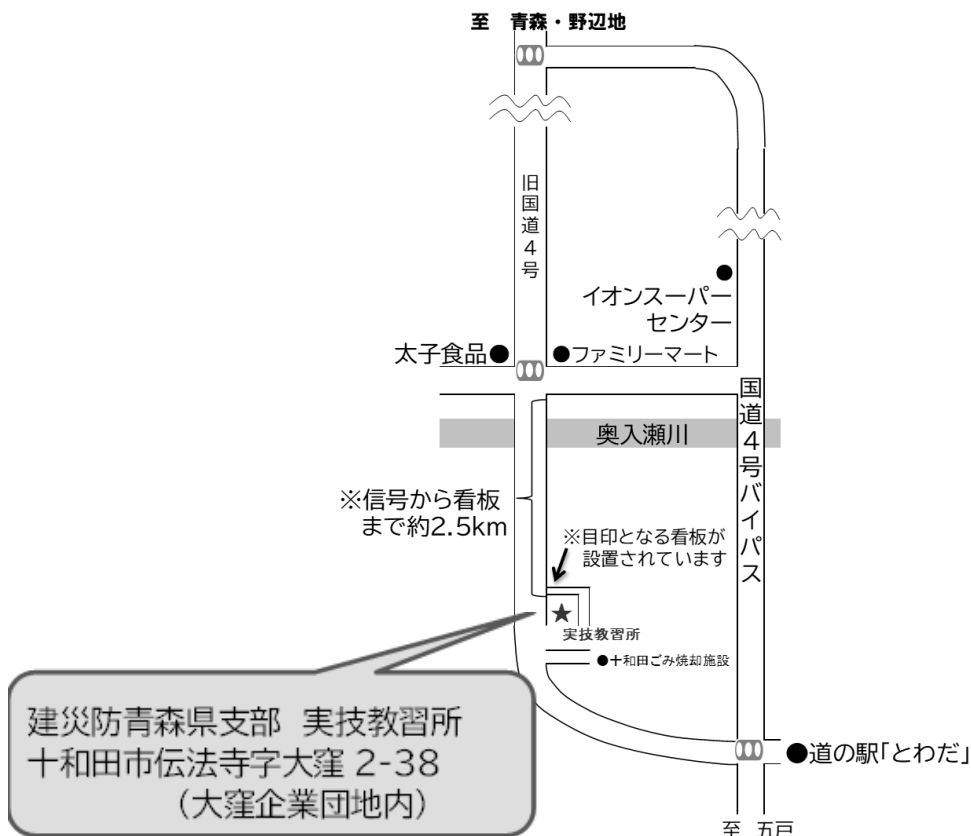 至　青森・野辺地
旧国道４号
イオンスーパー
センター
太子食品●
●ファミリーマート
国道４号バイパス
奥入瀬川
※信号から看板
まで約2.5km
※目印となる看板が
設置されています
★
実技教習所
●十和田ごみ焼却施設
建災防青森県支部 実技教習所
十和田市伝法寺字大窪 2-38
（大窪企業団地内）
●道の駅｢とわだ｣
至　五戸